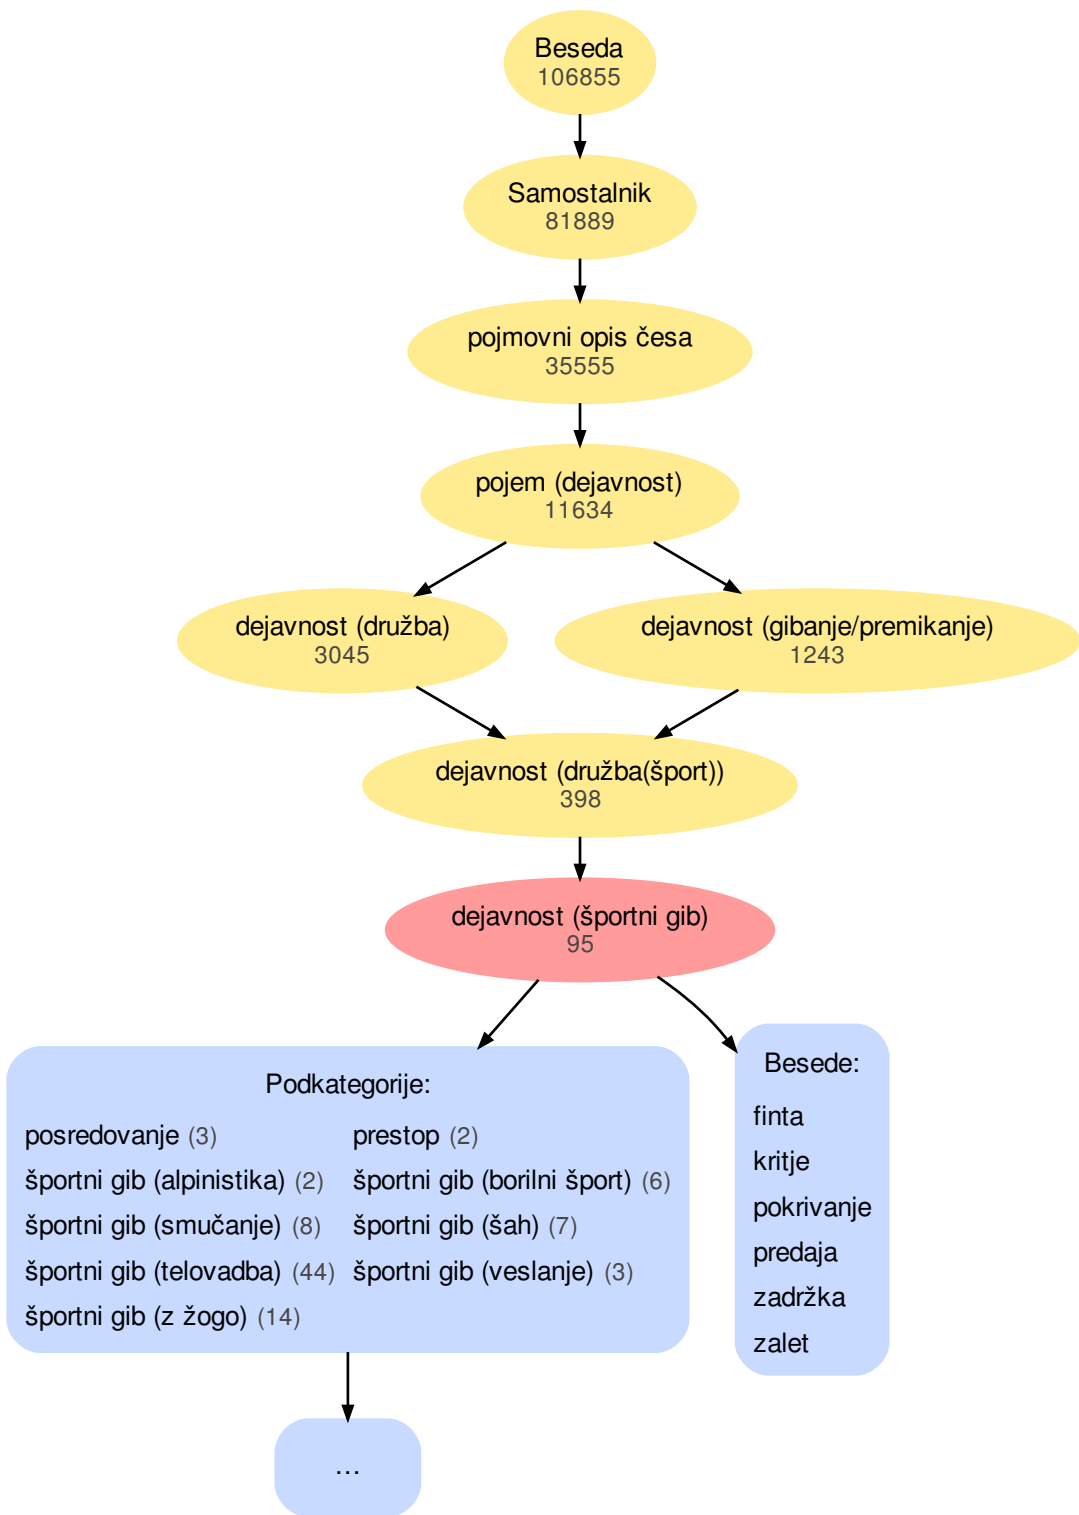 Beseda
106855
Samostalnik
81889
pojmovni opis česa
35555
pojem (dejavnost)
11634
dejavnost (družba)
3045
dejavnost (gibanje/premikanje)
1243
dejavnost (družba(šport))
398
dejavnost (športni gib)
95
Podkategorije:
posredovanje (3) prestop (2)
športni gib (alpinistika) (2) športni gib (borilni šport) (6)
športni gib (smučanje) (8) športni gib (šah) (7)
športni gib (telovadba) (44) športni gib (veslanje) (3)
športni gib (z žogo) (14)
Besede:
finta
kritje
pokrivanje
predaja
zadržka
zalet
...